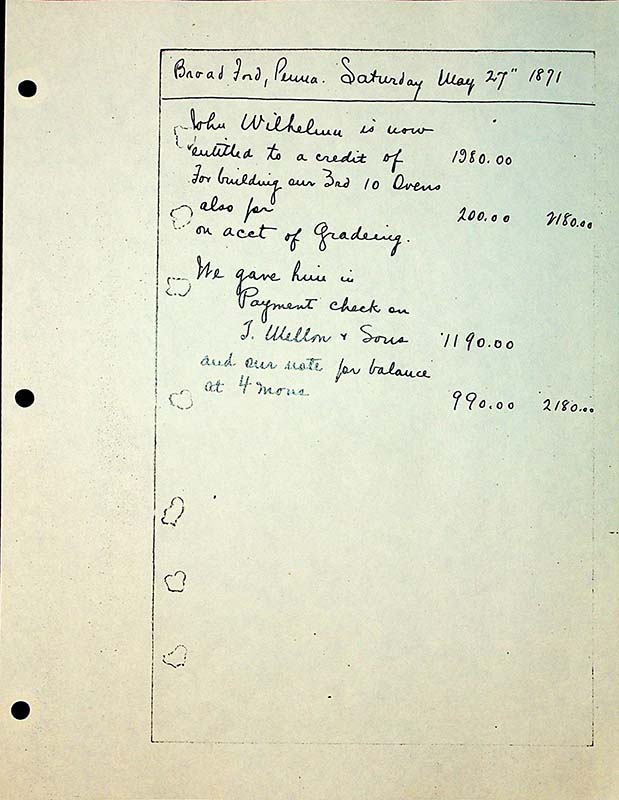 Broad Ford, Penna. Saturday May 27" 1871
John Wilhelm is now
entitled to a credit of 1980.00
For building our 3rd 10 Ovens
also for 200.00 2180.00
on acct of Gradeing.
We gave him in
Payment check on
T. Mellon & Sons 1190.00
and our note for balance
at 4 mons 990.00 2180.00